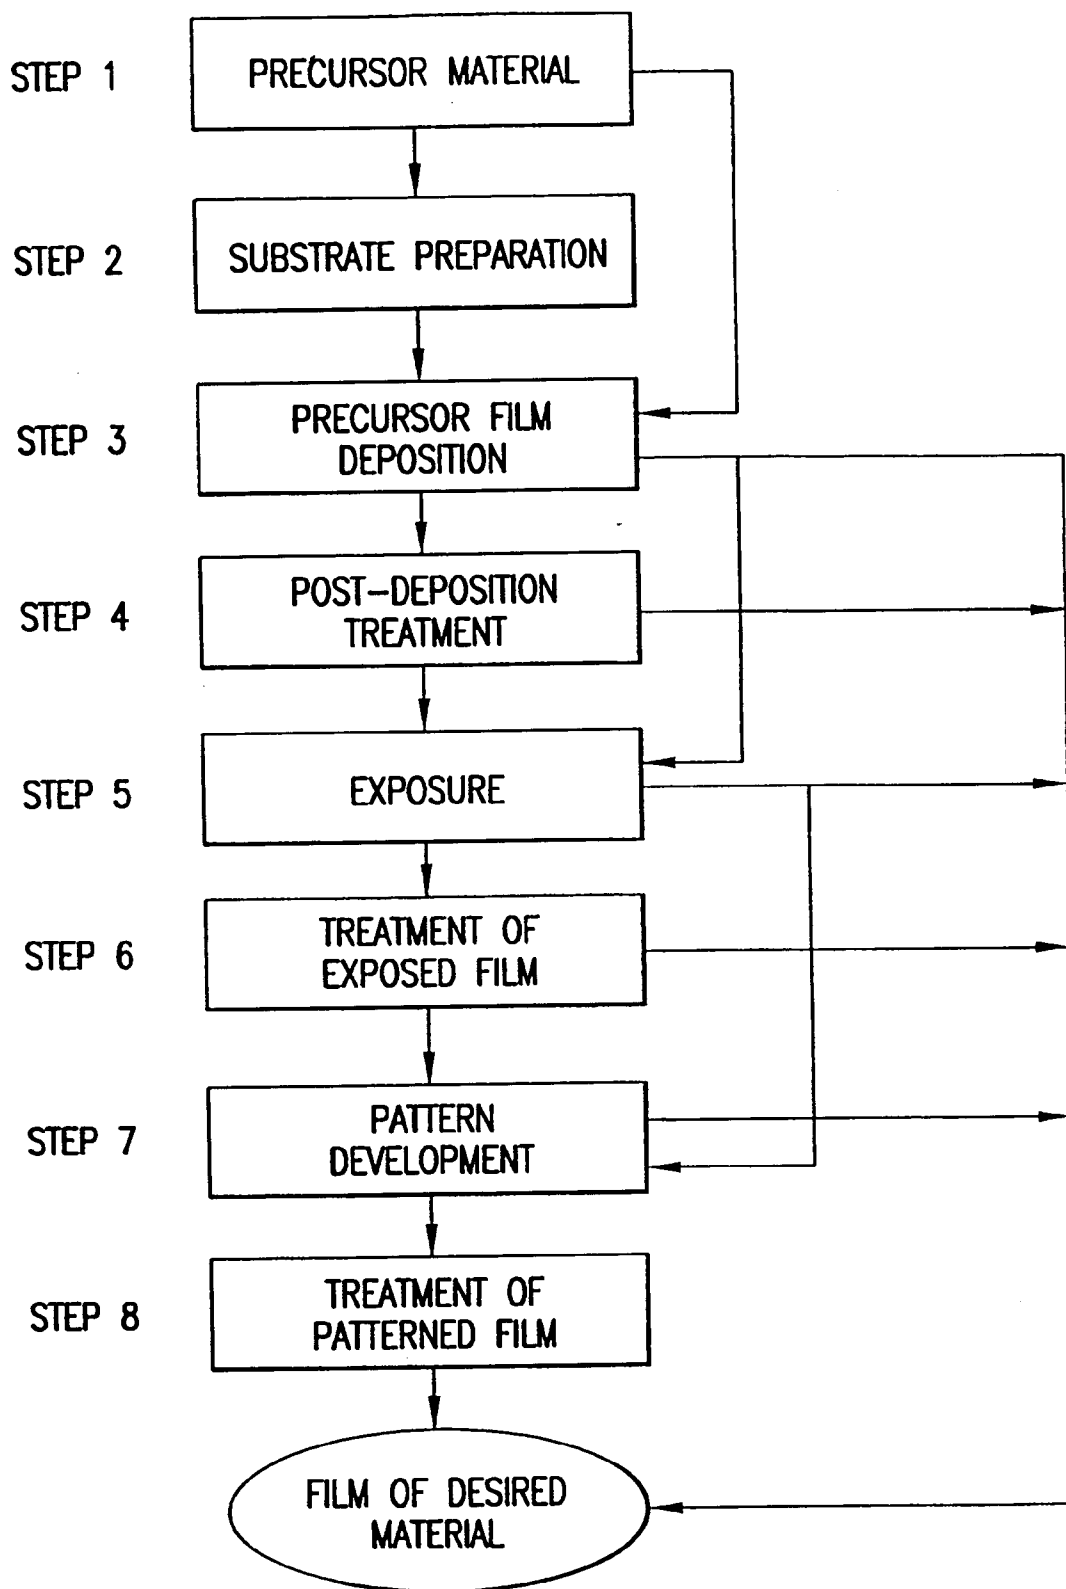 STEP 1
PRECURSOR MATERIAL
STEP 2
SUBSTRATE PREPARATION
STEP 3
PRECURSOR FILM
DEPOSITION
STEP 4
POST-DEPOSITION
TREATMENT
STEP 5
EXPOSURE
STEP 6
TREATMENT OF
EXPOSED FILM
STEP 7
PATTERN
DEVELOPMENT
STEP 8
TREATMENT OF
PATTERNED FILM
FILM OF DESIRED
MATERIAL